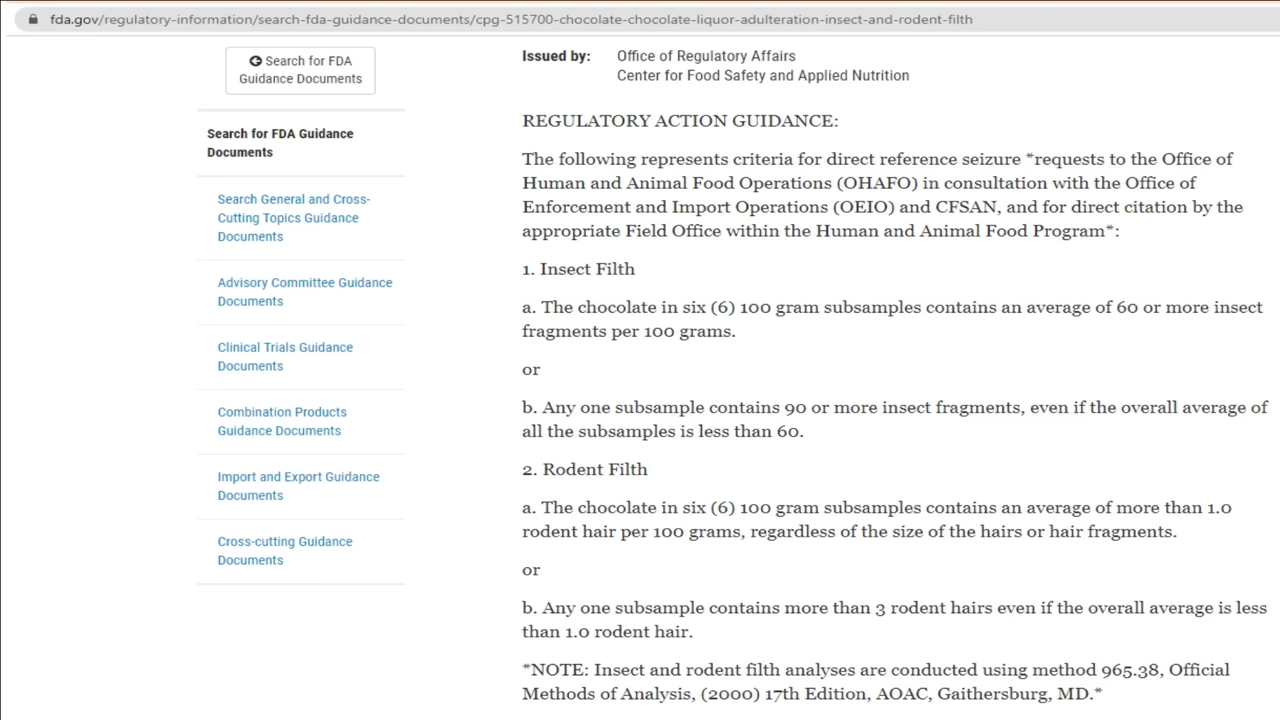 fda.gov/regulatory-information/search-fda-guidance-documents/cpg-515700-chocolate-chocolate-liquor-adulteration-insect-and-rodent-filth
Search for FDA
Guidance Documents
Search for FDA Guidance
Documents
Search General and Cross-
Cutting Topics Guidance
Documents
Advisory Committee Guidance
Documents
Clinical Trials Guidance
Documents
Combination Products
Guidance Documents
Import and Export Guidance
Documents
Cross-cutting Guidance
Documents
Issued by: Office of Regulatory Affairs
Center for Food Safety and Applied Nutrition
REGULATORY ACTION GUIDANCE:
The following represents criteria for direct reference seizure *requests to the Office of
Human and Animal Food Operations (OHAFO) in consultation with the Office of
Enforcement and Import Operations (OEIO) and CFSAN, and for direct citation by the
appropriate Field Office within the Human and Animal Food Program*:
1. Insect Filth
a. The chocolate in six (6) 100 gram subsamples contains an average of 60 or more insect
fragments per 100 grams.
or
b. Any one subsample contains 90 or more insect fragments, even if the overall average of
all the subsamples is less than 60.
2. Rodent Filth
a. The chocolate in six (6) 100 gram subsamples contains an average of more than 1.0
rodent hair per 100 grams, regardless of the size of the hairs or hair fragments.
or
b. Any one subsample contains more than 3 rodent hairs even if the overall average is less
than 1.0 rodent hair.
*NOTE: Insect and rodent filth analyses are conducted using method 965.38, Official
Methods of Analysis, (2000) 17th Edition, AOAC, Gaithersburg, MD.*